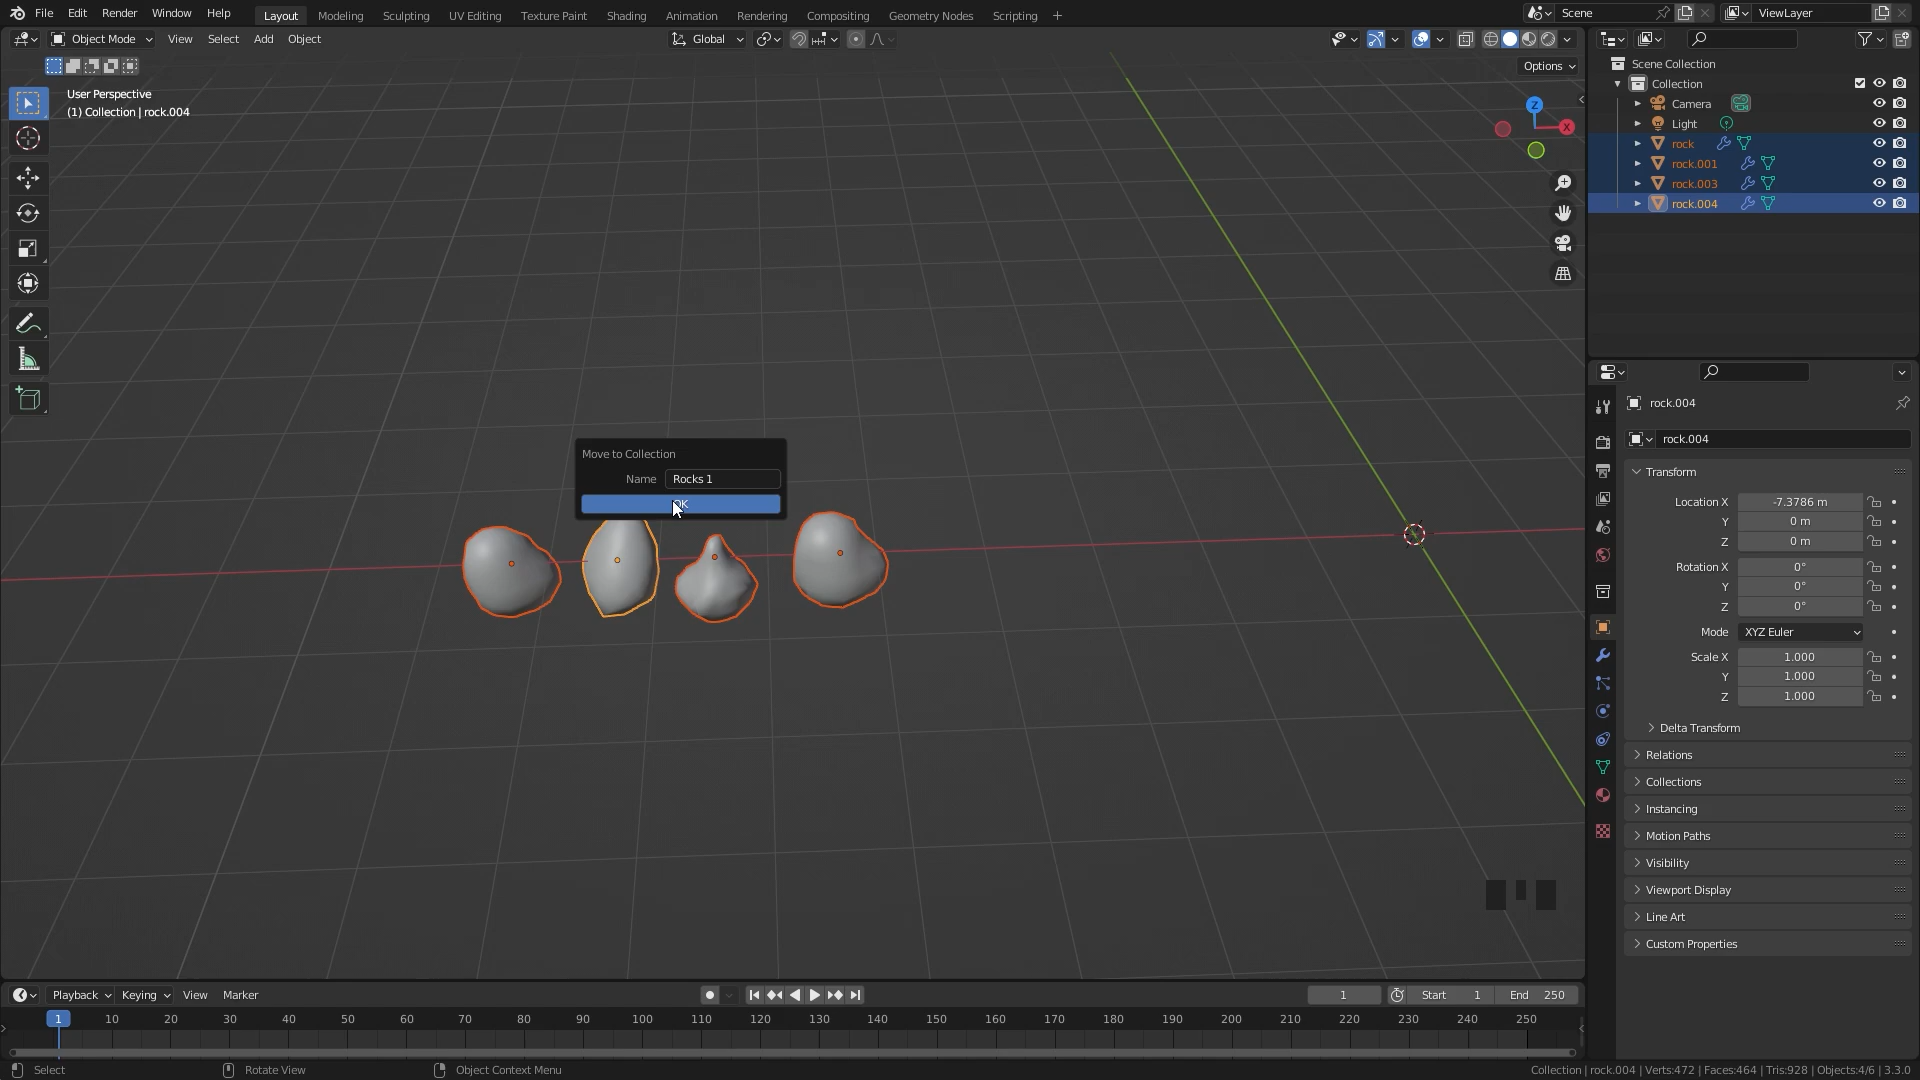 File Edit Render Window Help
Layout Modeling Sculpting UV Editing Texture Paint Shading Animation Rendering Compositing Geometry Nodes Scripting +
Scene
ViewLayer
Object Mode View Select Add Object
Global
Options
User Perspective
(1) Collection | rock.004
Z
X
Scene Collection
Collection
Camera
Light
rock
rock.001
rock.003
rock.004
Move to Collection
Name Rocks 1
rock.004
rock.004
Transform
Location X -7.3786 m
Y 0 m
Z 0 m
Rotation X 0°
Y 0°
Z 0°
Mode XYZ Euler
Scale X 1.000
Y 1.000
Z 1.000
Delta Transform
Relations
Collections
Instancing
Motion Paths
Visibility
Viewport Display
Line Art
Custom Properties
Playback Keying View Marker
1 Start 1 End 250
1 10 20 30 40 50 60 70 80 90 100 110 120 130 140 150 160 170 180 190 200 210 220 230 240 250
Select Rotate View Object Context Menu
Collection | rock.004 | Verts:472 | Faces:464 | Tris:928 | Objects:4/6 | 3.3.0